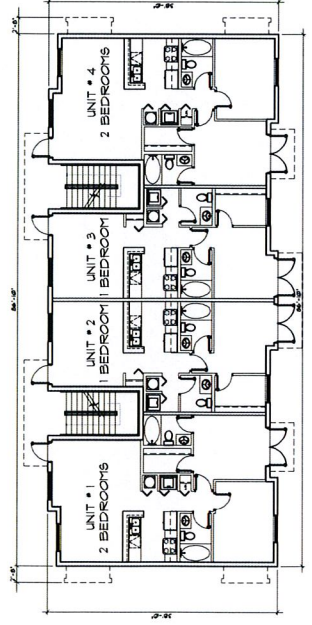 UNIT # 4
2 BEDROOMS
UNIT # 3
1 BEDROOM
UNIT # 2
1 BEDROOM
UNIT # 1
2 BEDROOMS